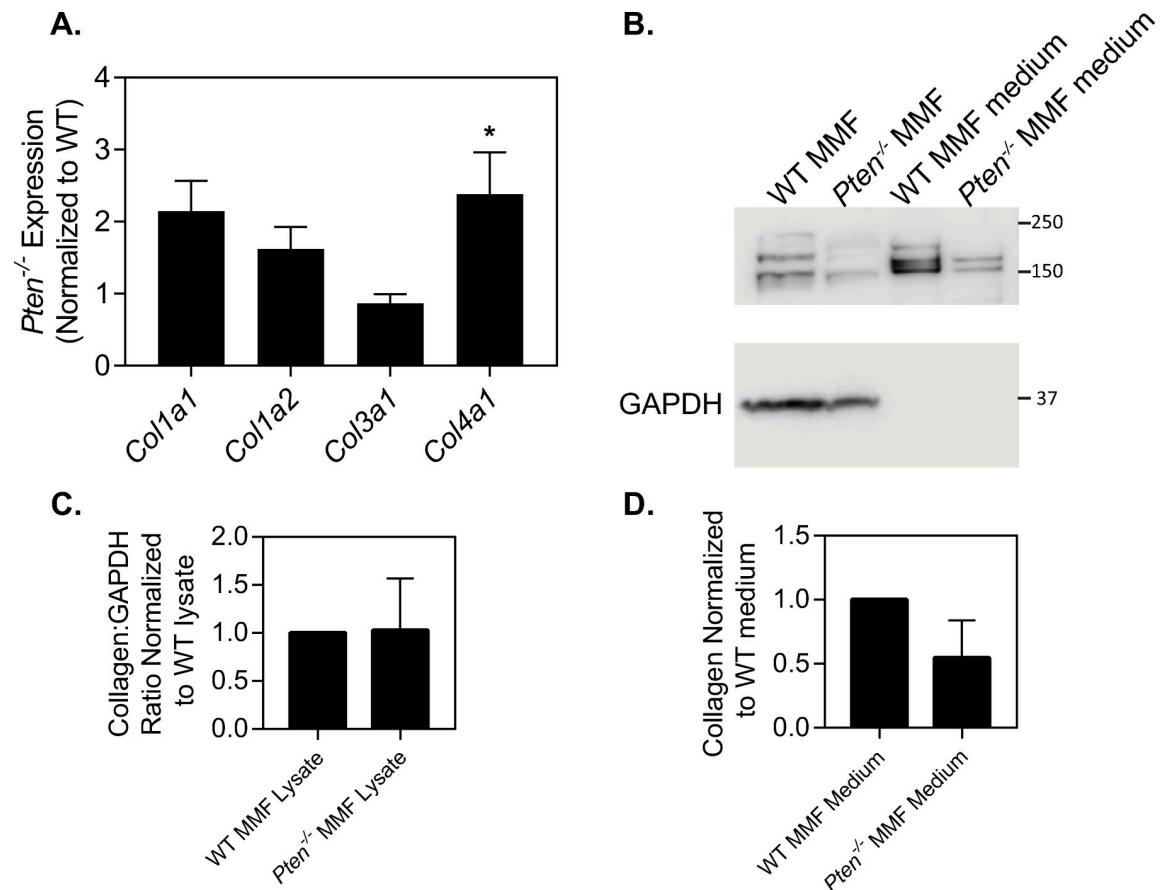 A.
Pten-/- Expression
(Normalized to WT)
4
3
2
1
0
*
Col1a1
Col1a2
Col3a1
Col4a1
B.
WT MMF
Pten-/- MMF
WT MMF medium
Pten-/- MMF medium
250
150
GAPDH
37
C.
Collagen:GAPDH
Ratio Normalized
to WT lysate
2.0
1.5
1.0
0.5
0.0
WT MMF Lysate
Pten-/- MMF Lysate
D.
Collagen Normalized
to WT medium
1.5
1.0
0.5
0.0
WT MMF Medium
Pten-/- MMF Medium